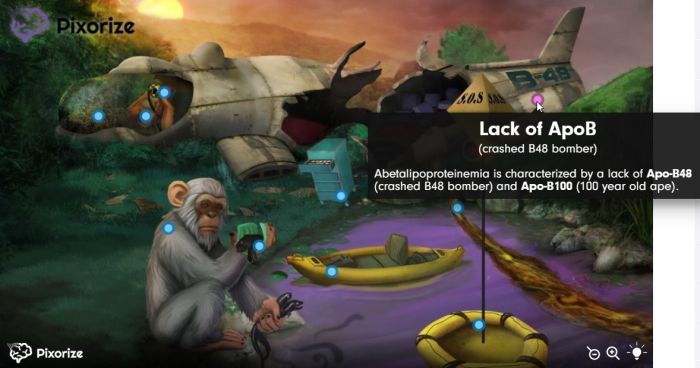 Pixorize
B-48
S.O.S
Lack of ApoB
(crashed B48 bomber)
Abetalipoproteinemia is characterized by a lack of Apo-B48
(crashed B48 bomber) and Apo-B100 (100 year old ape).
Pixorize